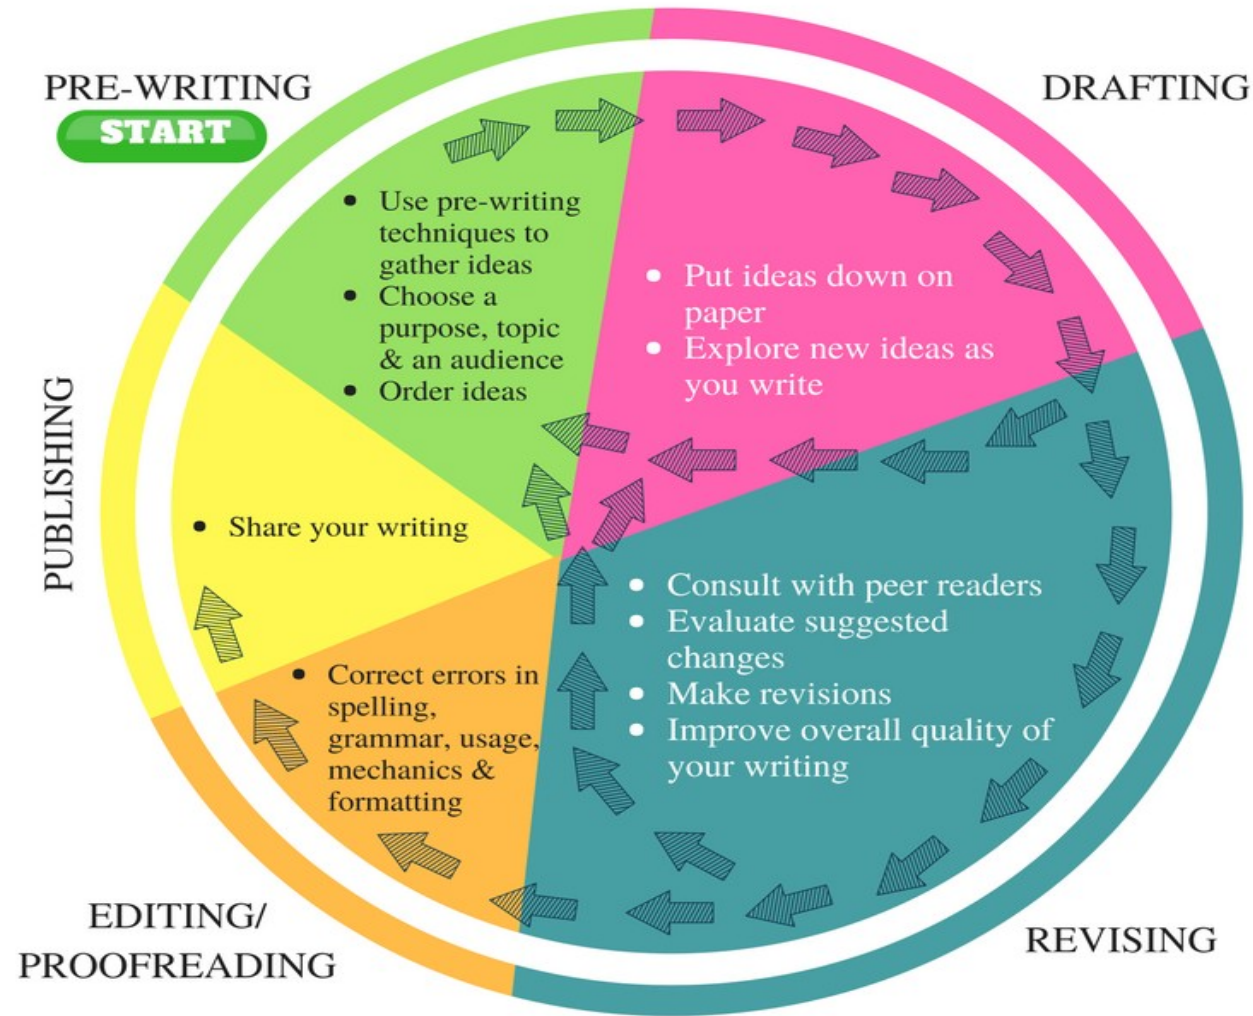 PRE-WRITING
START
• Use pre-writing
techniques to
gather ideas
• Choose a
purpose, topic
& an audience
• Order ideas
DRAFTING
• Put ideas down on
paper
• Explore new ideas as
you write
REVISING
• Consult with peer readers
• Evaluate suggested
changes
• Make revisions
• Improve overall quality of
your writing
EDITING/
PROOFREADING
• Correct errors in
spelling,
grammar, usage,
mechanics &
formatting
PUBLISHING
• Share your writing